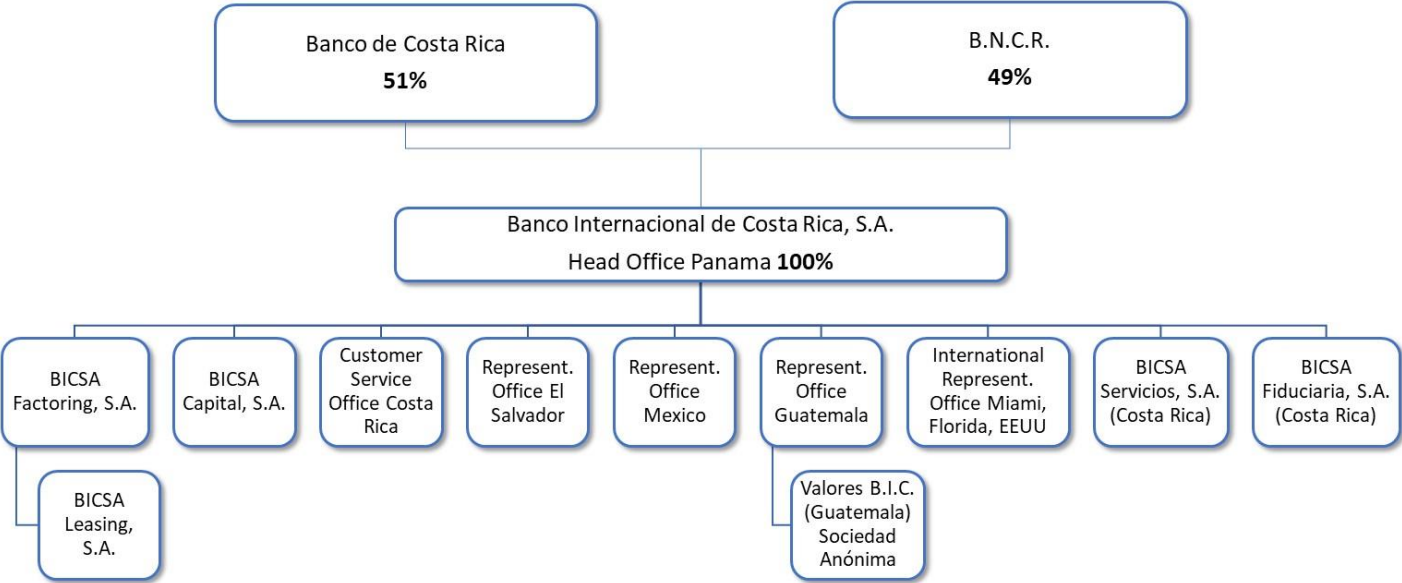 Banco de Costa Rica
51%
B.N.C.R.
49%
Banco Internacional de Costa Rica, S.A.
Head Office Panama 100%
BICSA
Factoring, S.A.
BICSA
Capital, S.A.
Customer
Service
Office Costa
Rica
Represent.
Office El
Salvador
Represent.
Office
Mexico
Represent.
Office
Guatemala
International
Represent.
Office Miami,
Florida, EEUU
BICSA
Servicios, S.A.
(Costa Rica)
BICSA
Fiduciaria, S.A.
(Costa Rica)
BICSA
Leasing,
S.A.
Valores B.I.C.
(Guatemala)
Sociedad
Anónima